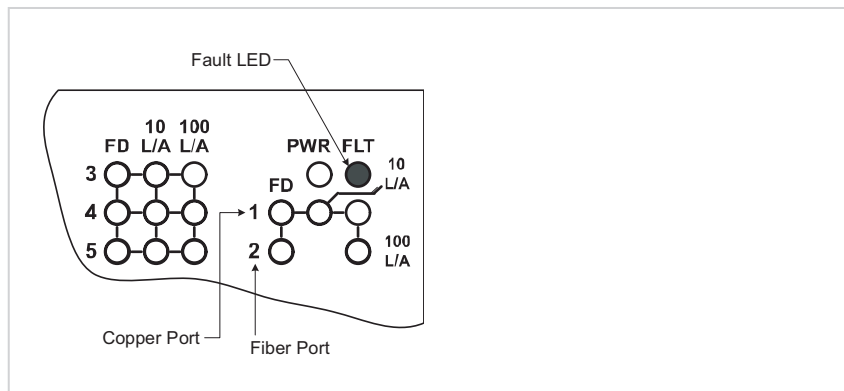 Fault LED
10 100
FD L/A L/A
PWR FLT
3
10
L/A
FD
4
1
5
2
100
L/A
Copper Port
Fiber Port